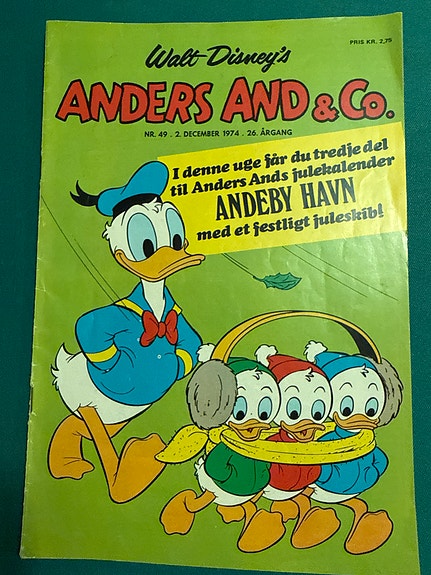 PRIS KR. 2,75
Walt Disney's
ANDERS AND & Co.
NR. 49 . 2. DECEMBER 1974 . 26. ÅRGANG
I denne uge får du tredje del
til Anders Ands julekalender
ANDEBY HAVN
med et festligt juleskib!